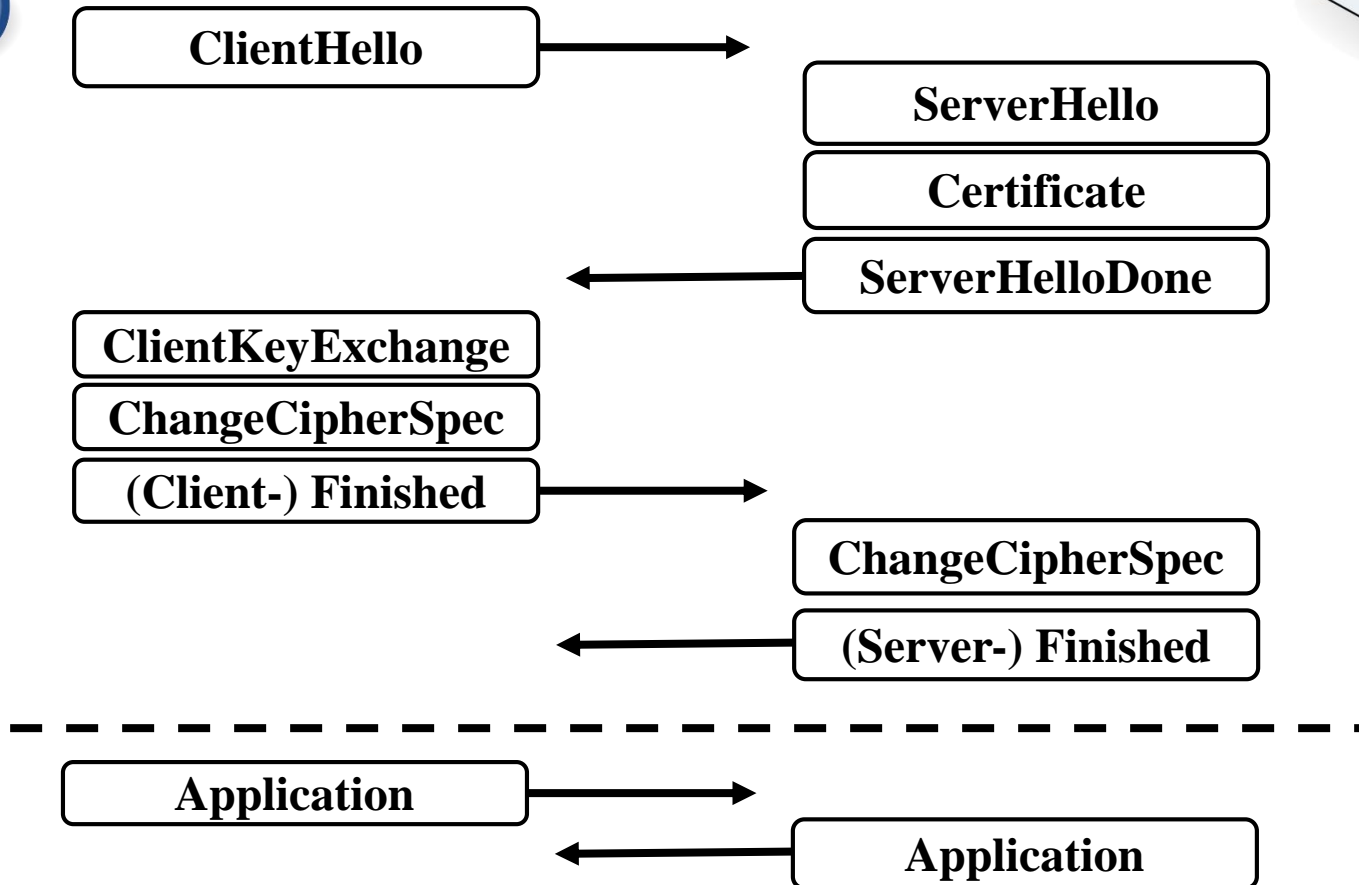 ClientHello
ServerHello
Certificate
ServerHelloDone
ClientKeyExchange
ChangeCipherSpec
(Client-) Finished
ChangeCipherSpec
(Server-) Finished
Application
Application